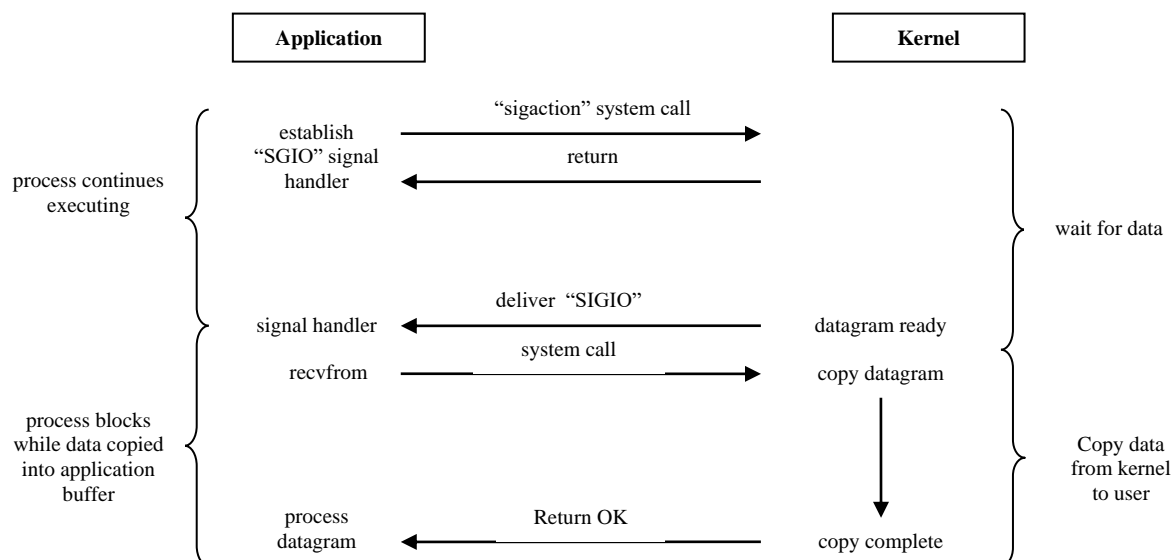 Application
Kernel
“sigaction” system call
establish
“SGIO” signal
handler
return
process continues
executing
wait for data
deliver “SIGIO”
signal handler
datagram ready
system call
recvfrom
copy datagram
process blocks
while data copied
into application
buffer
Copy data
from kernel
to user
process
datagram
Return OK
copy complete